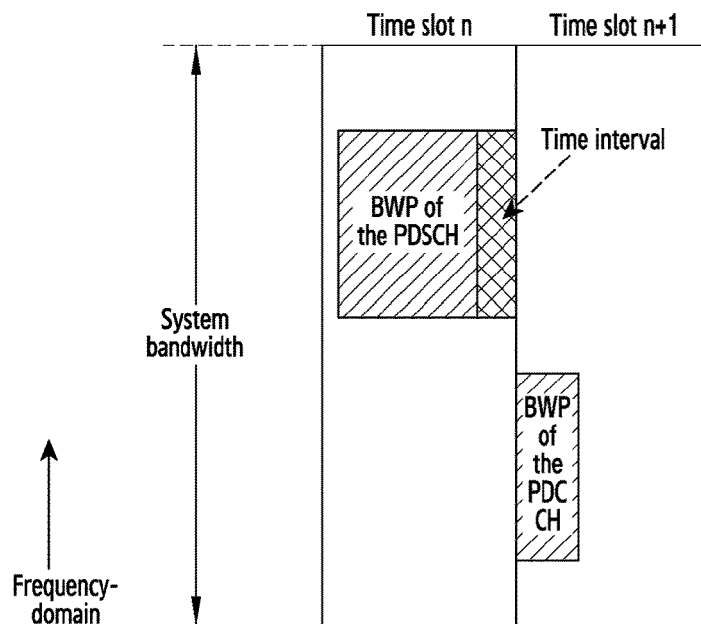 Time slot n
Time slot n+1
Time interval
BWP of
the PDSCH
System
bandwidth
BWP
of
the
PDC
CH
Frequency-
domain